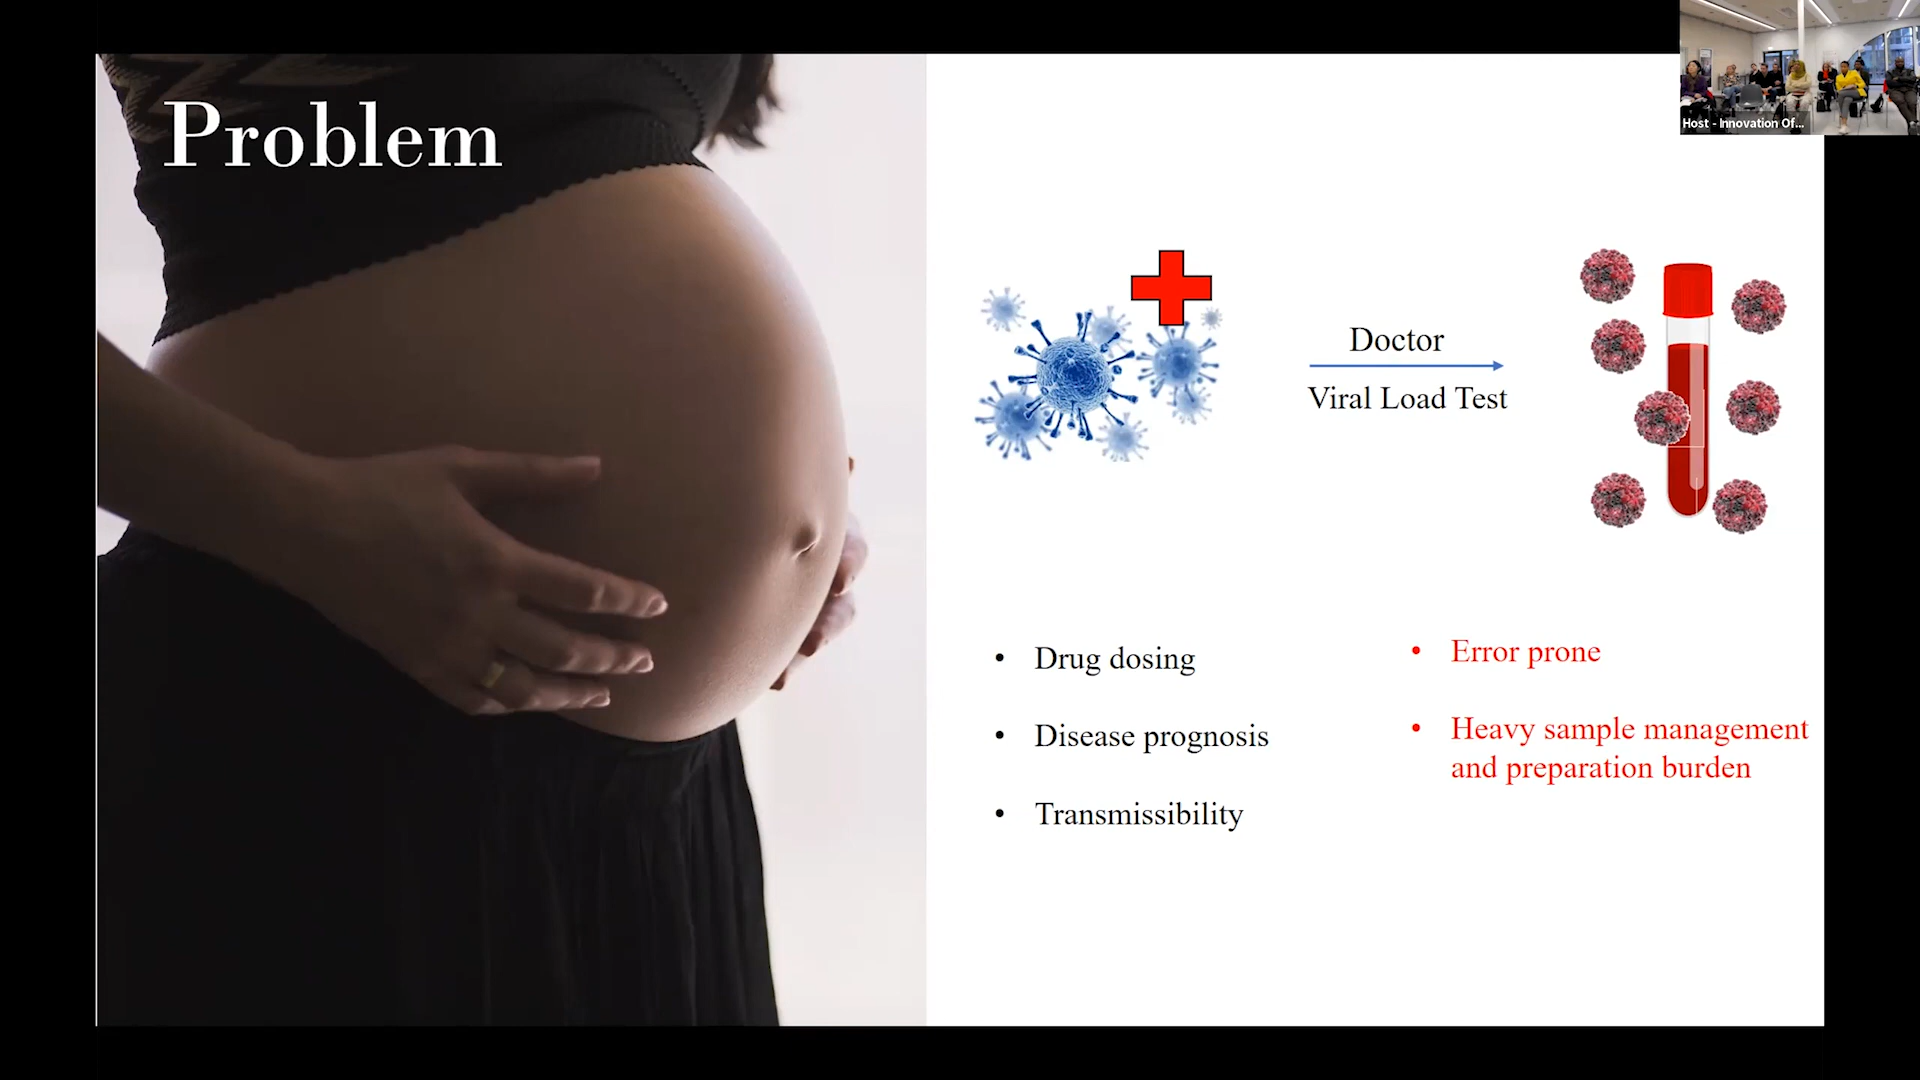 Problem
Host - Innovation Of...
Doctor
Viral Load Test
• Drug dosing
• Disease prognosis
• Transmissibility
• Error prone
• Heavy sample management
and preparation burden